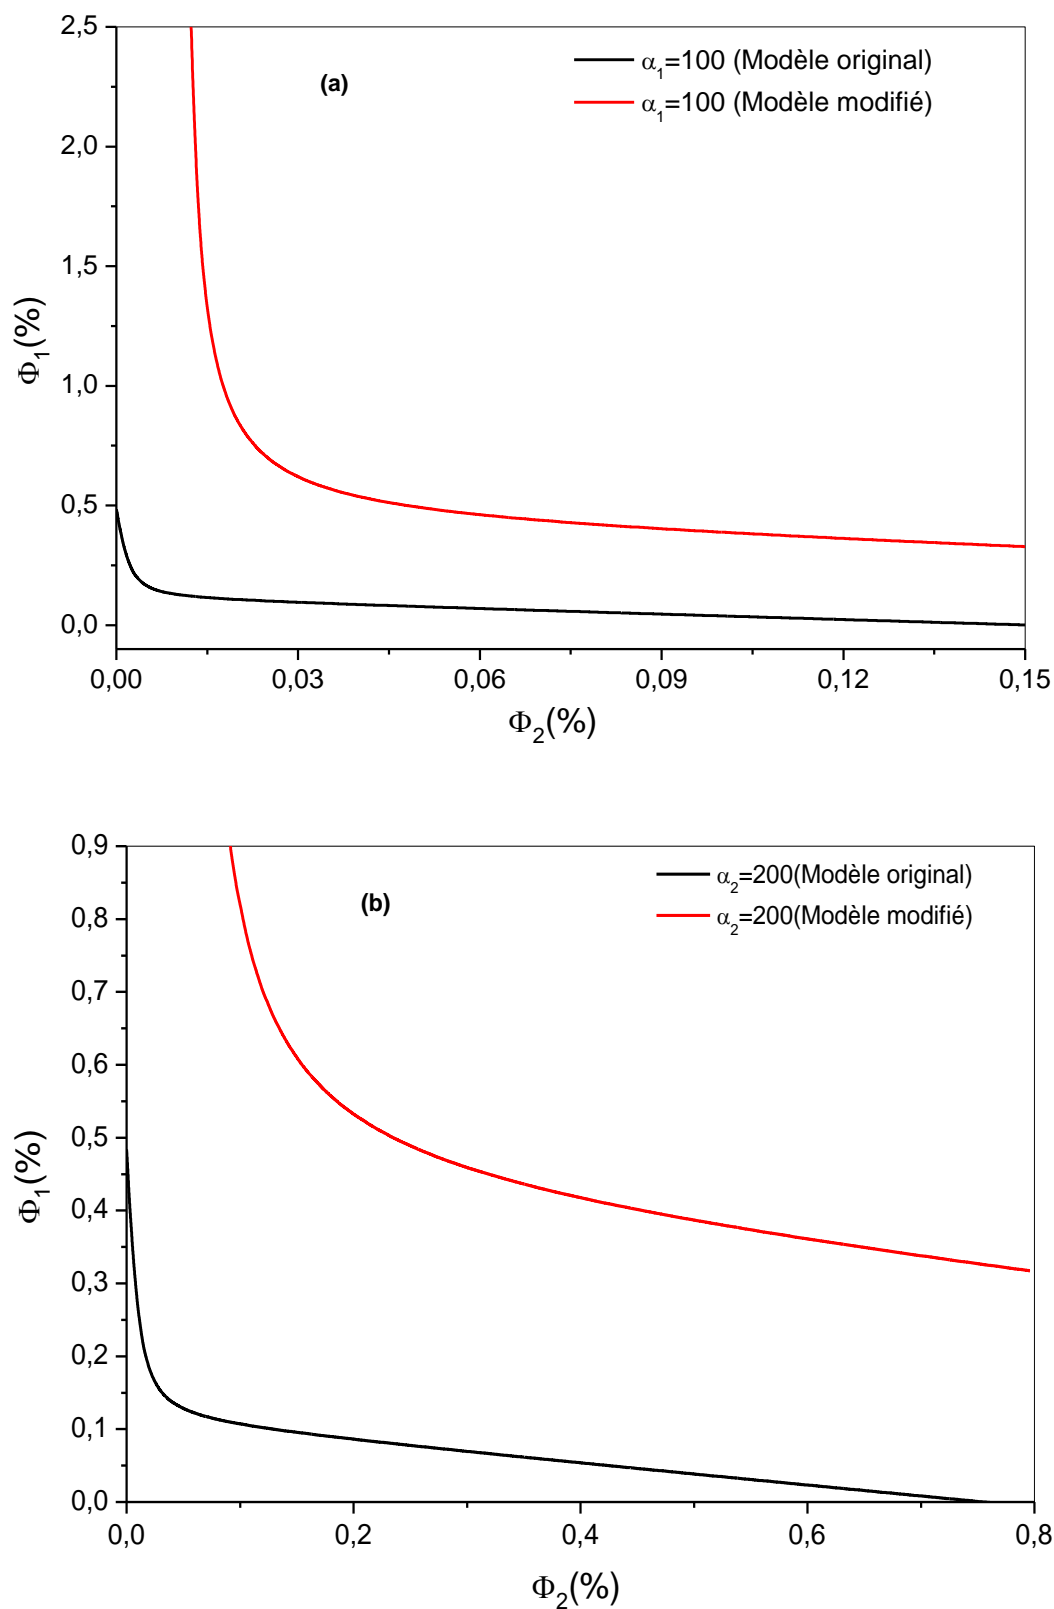 2,5
(a)
α₁=100 (Modèle original)
α₁=100 (Modèle modifié)
2,0
1,5
1,0
0,5
0,0
Φ₁(%)
0,00 0,03 0,06 0,09 0,12 0,15
Φ₂(%)
0,9
(b)
α₂=200(Modèle original)
α₂=200(Modèle modifié)
0,8
0,7
0,6
0,5
0,4
0,3
0,2
0,1
0,0
Φ₁(%)
0,0 0,2 0,4 0,6 0,8
Φ₂(%)